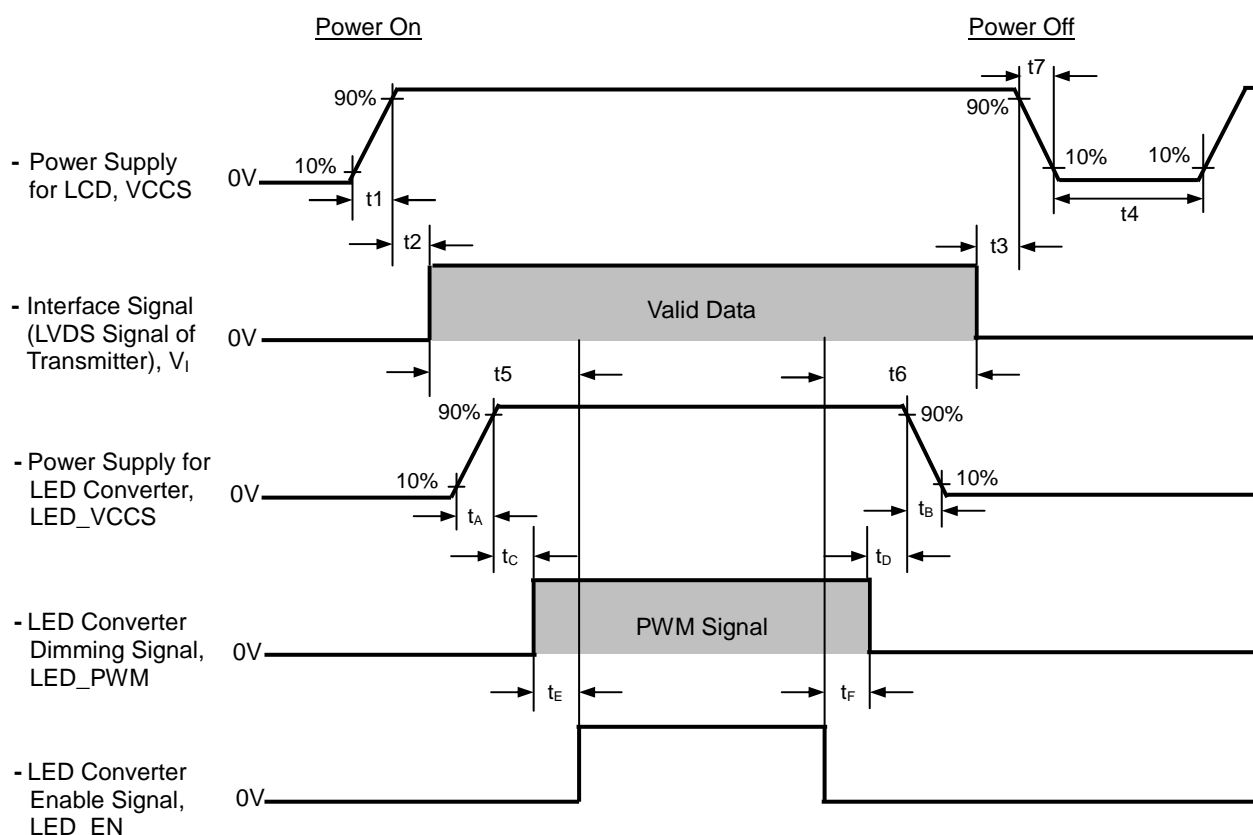 Power On
Power Off
t7
90%
90%
- Power Supply
for LCD, VCCS
0V
10%
10%
10%
t1
t4
t2
t3
- Interface Signal
(LVDS Signal of
Transmitter), VI
0V
Valid Data
t5
t6
90%
90%
- Power Supply for
LED Converter,
LED_VCCS
0V
10%
10%
tA
tB
tC
tD
- LED Converter
Dimming Signal,
LED_PWM
0V
PWM Signal
tE
tF
- LED Converter
Enable Signal,
LED_EN
0V